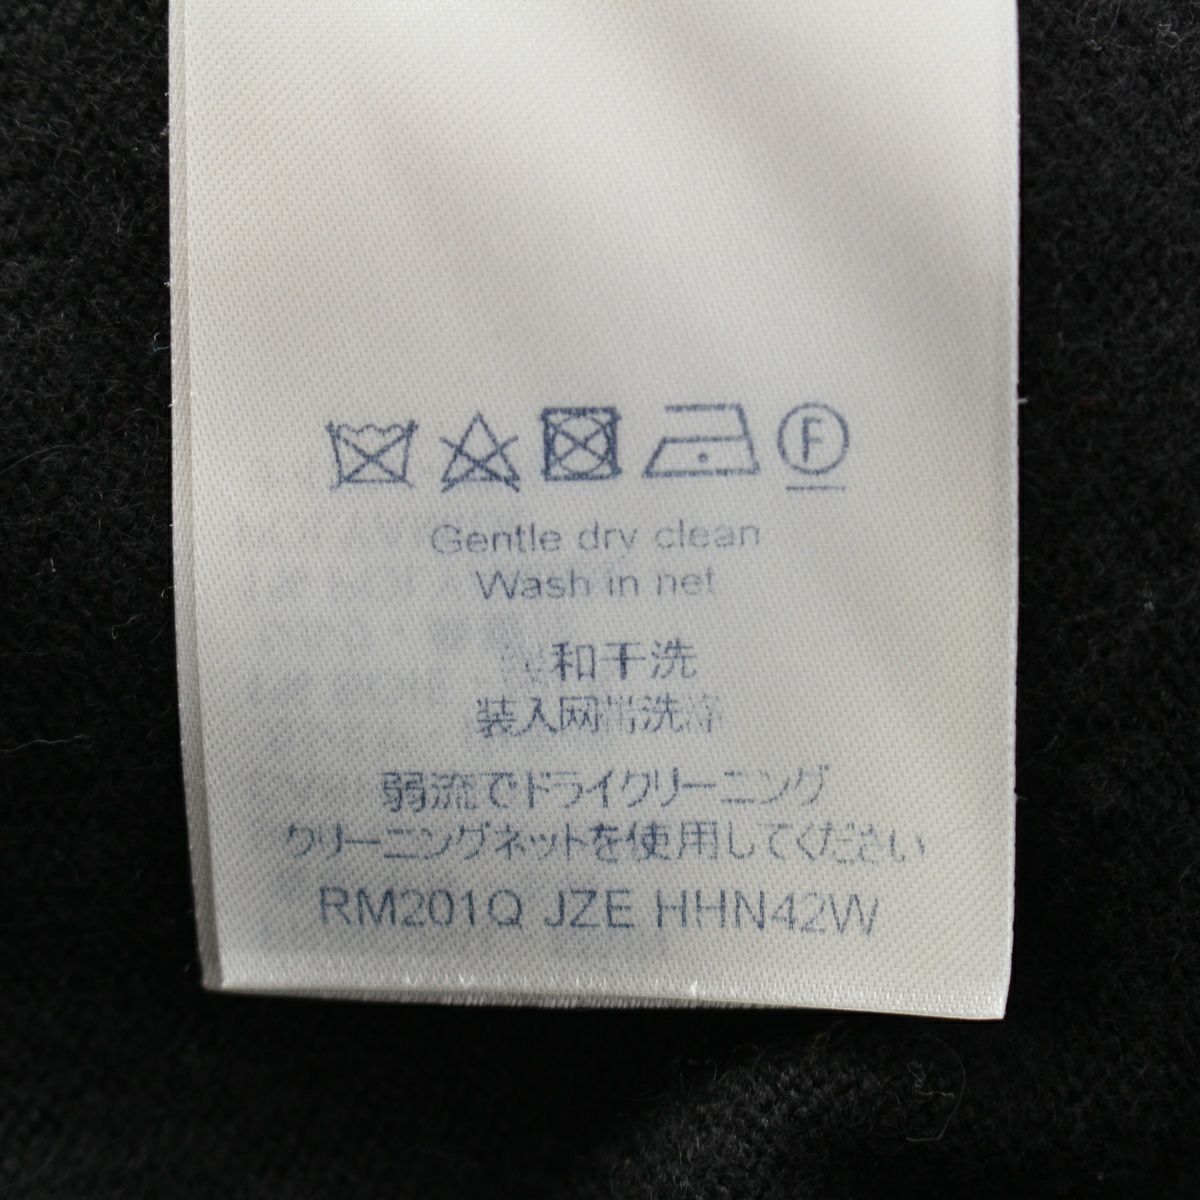 F
Gentle dry clean
Wash in net
和干洗
装入网带洗涤
弱流でドライクリーニング
クリーニングネットを使用してください
RM201Q JZE HHN42W